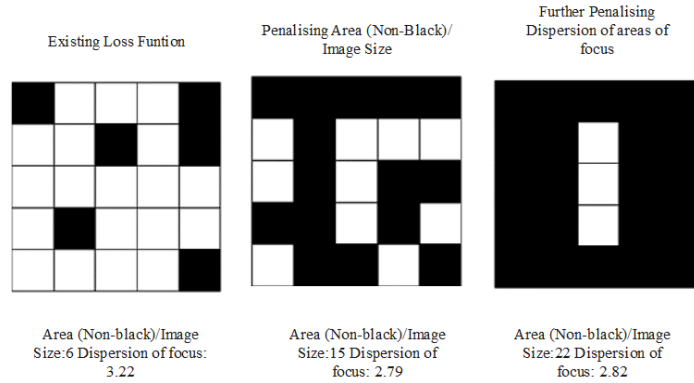 Existing Loss Funtion
Penalising Area (Non-Black)/
Image Size
Further Penalising
Dispersion of areas of
focus
Area (Non-black)/Image
Size:6 Dispersion of focus:
3.22
Area (Non-black)/Image
Size:15 Dispersion of
focus: 2.79
Area (Non-black)/Image
Size:22 Dispersion of
focus: 2.82